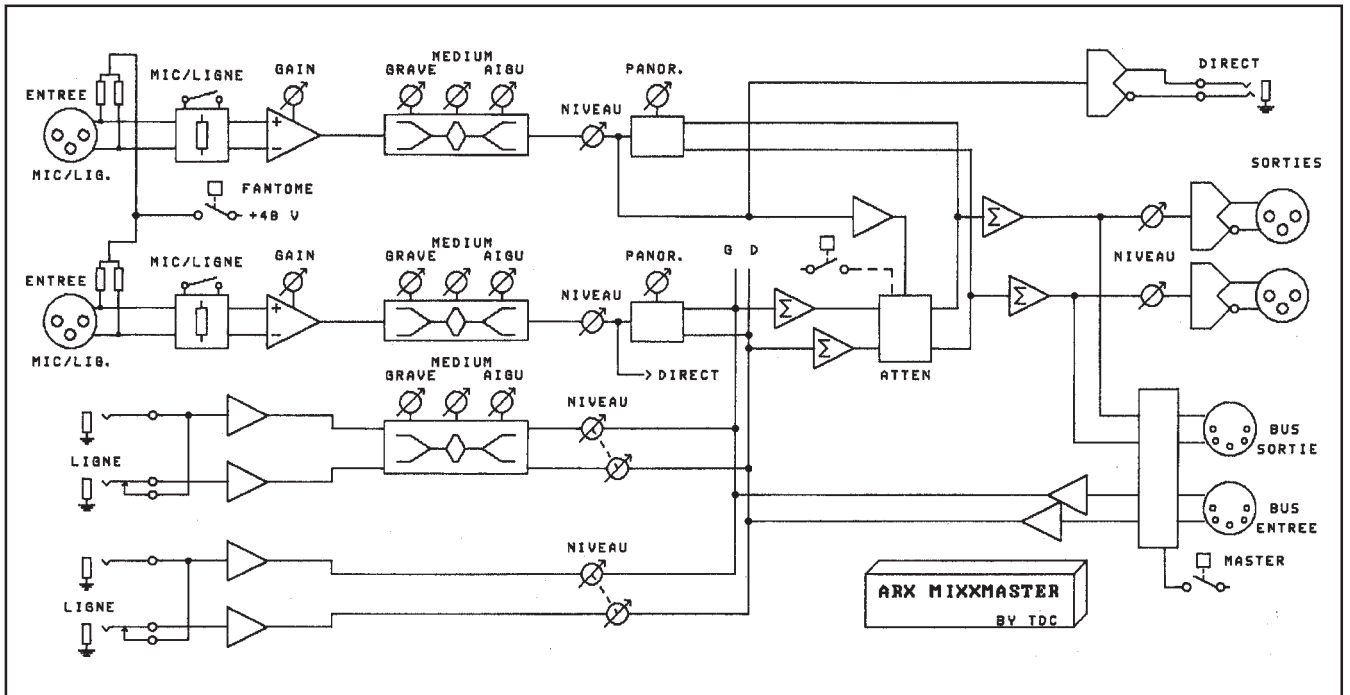 MEDIUM
MIC/LIGNE GAIN GRAVE AIGU PANOR. DIRECT
ENTREE
NIVEAU
MIC/LIG.
SORTIES
FANTOME
+48 V
MEDIUM
MIC/LIGNE GAIN GRAVE AIGU PANOR. G D
ENTREE
NIVEAU
NIVEAU
MIC/LIG.
MEDIUM
GRAVE AIGU
DIRECT
ATTEN
NIVEAU
LIGNE
BUS
SORTIE
BUS
ENTREE
NIVEAU
MASTER
LIGNE
ARX MIXXMASTER
BY TDC